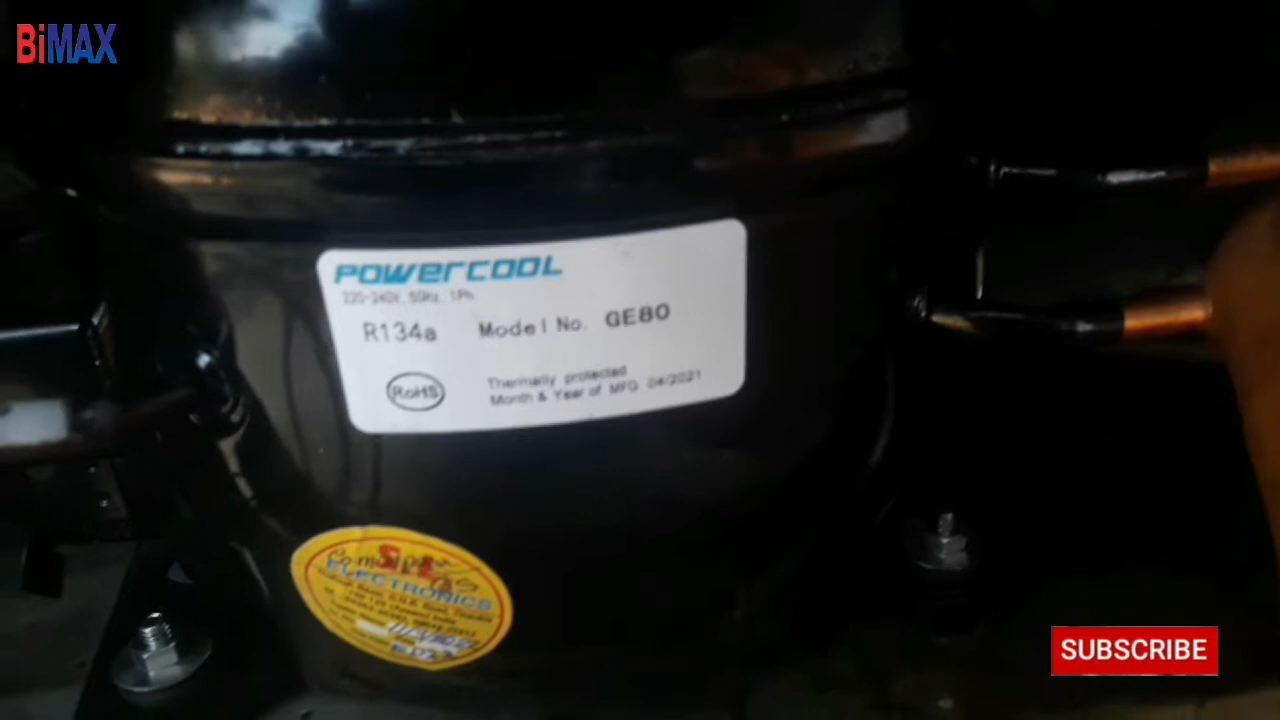 BiMAX
POWERCOOL
220-240V, 50Hz, 1Ph
R134a Model No. GE80
RoHS
Thermally protected
Month & Year of MFG 04/2021
ELECTRONICS
SUBSCRIBE